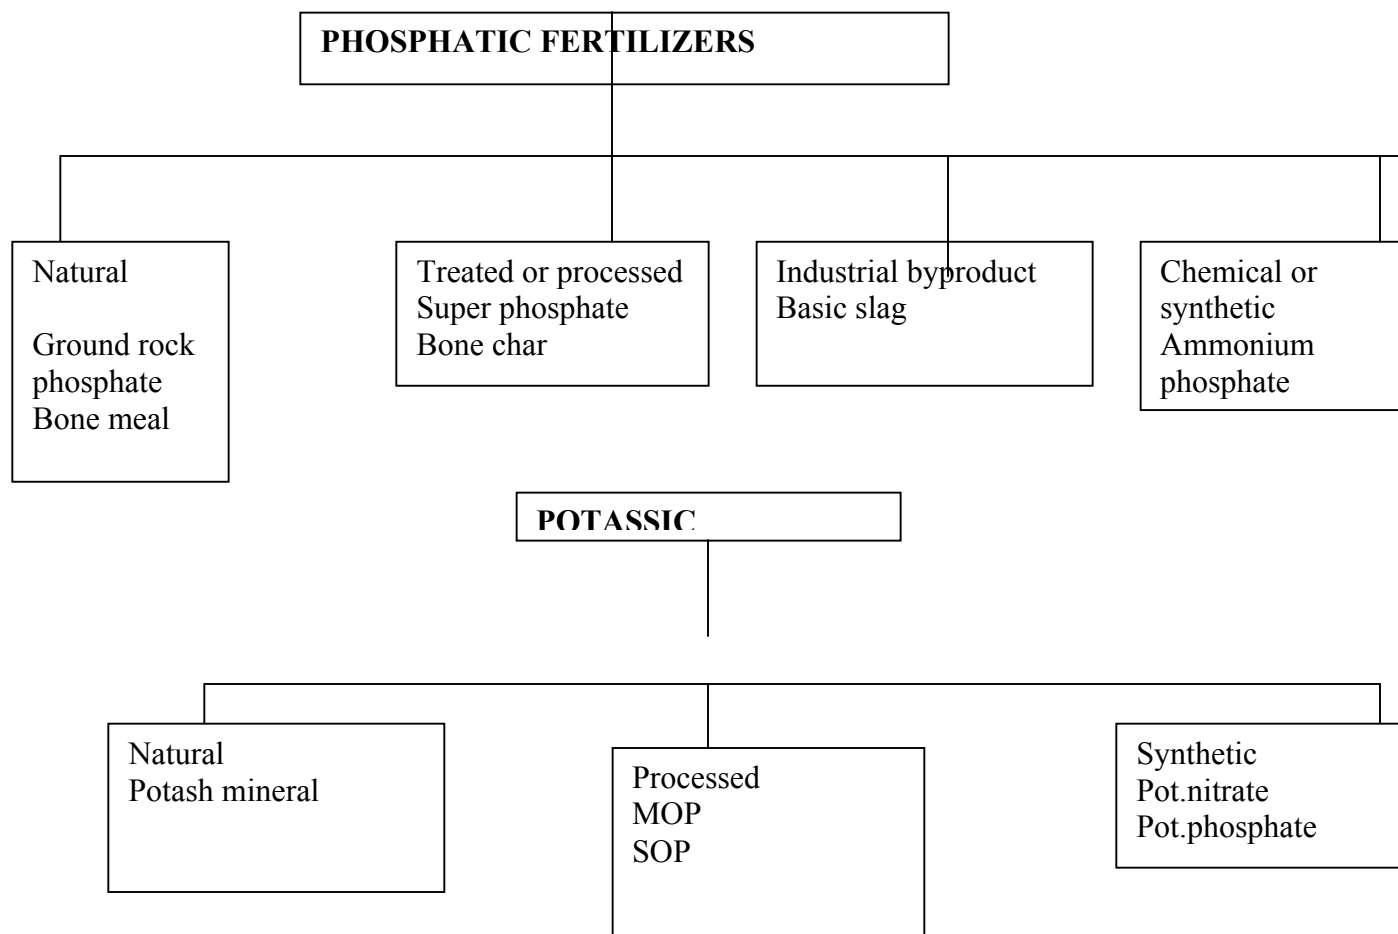 PHOSPHATIC FERTILIZERS
Natural
Ground rock
phosphate
Bone meal
Treated or processed
Super phosphate
Bone char
Industrial byproduct
Basic slag
Chemical or
synthetic
Ammonium
phosphate
POTASSIC
Natural
Potash mineral
Processed
MOP
SOP
Synthetic
Pot.nitrate
Pot.phosphate